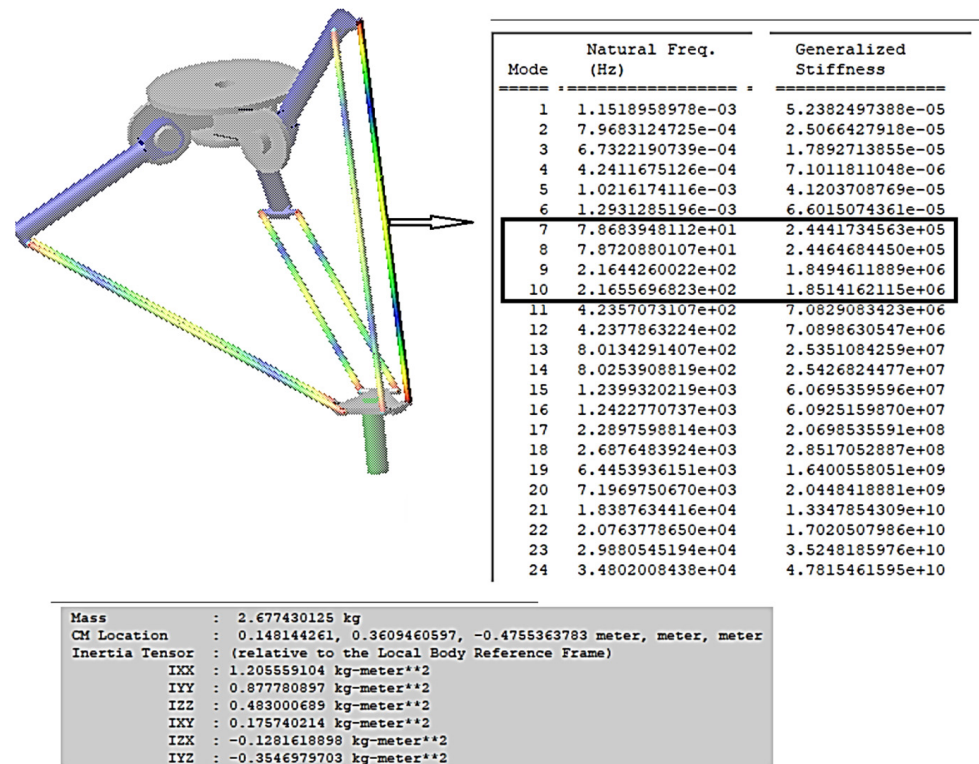 Natural Freq. Generalized
Mode (Hz) Stiffness
===== : ================== = =================
1 1.1518958978e-03 5.2382497388e-05
2 7.9683124725e-04 2.5066427918e-05
3 6.7322190739e-04 1.7892713855e-05
4 4.2411675126e-04 7.1011811048e-06
5 1.0216174116e-03 4.1203708769e-05
6 1.2931285196e-03 6.6015074361e-05
7 7.8683948112e+01 2.4441734563e+05
8 7.8720880107e+01 2.4464684450e+05
9 2.1644260022e+02 1.8494611889e+06
10 2.1655696823e+02 1.8514162115e+06
11 4.2357073107e+02 7.0829083423e+06
12 4.2377863224e+02 7.0898630547e+06
13 8.0134291407e+02 2.5351084259e+07
14 8.0253908819e+02 2.5426824477e+07
15 1.2399320219e+03 6.0695359596e+07
16 1.2422770737e+03 6.0925159870e+07
17 2.2897598814e+03 2.0698535591e+08
18 2.6876483924e+03 2.8517052887e+08
19 6.4453936151e+03 1.6400558051e+09
20 7.1969750670e+03 2.0448418881e+09
21 1.8387634416e+04 1.3347854309e+10
22 2.0763778650e+04 1.7020507986e+10
23 2.9880545194e+04 3.5248185976e+10
24 3.4802008438e+04 4.7815461595e+10
Mass : 2.677430125 kg
CM Location : 0.148144261, 0.3609460597, -0.4755363783 meter, meter, meter
Inertia Tensor : (relative to the Local Body Reference Frame)
IXX : 1.205559104 kg-meter**2
IYY : 0.877780897 kg-meter**2
IZZ : 0.483000689 kg-meter**2
IXY : 0.175740214 kg-meter**2
IZX : -0.1281618898 kg-meter**2
IYZ : -0.3546979703 kg-meter**2